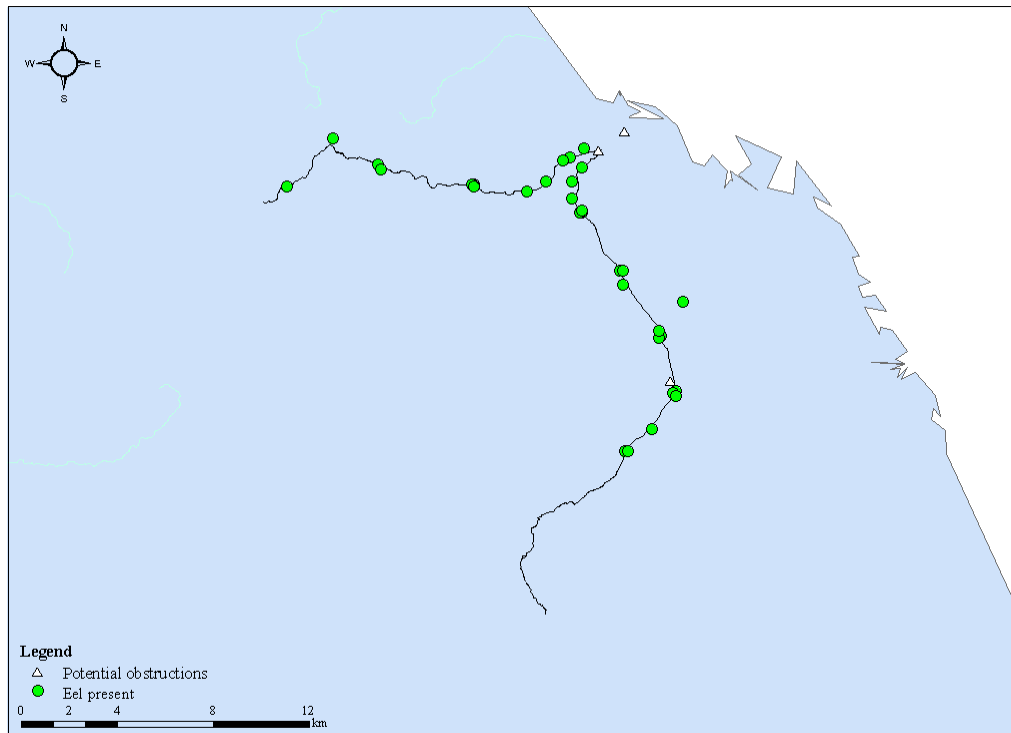 N
W E
S
Legend
Potential obstructions
Eel present
0 2 4 8 12
km